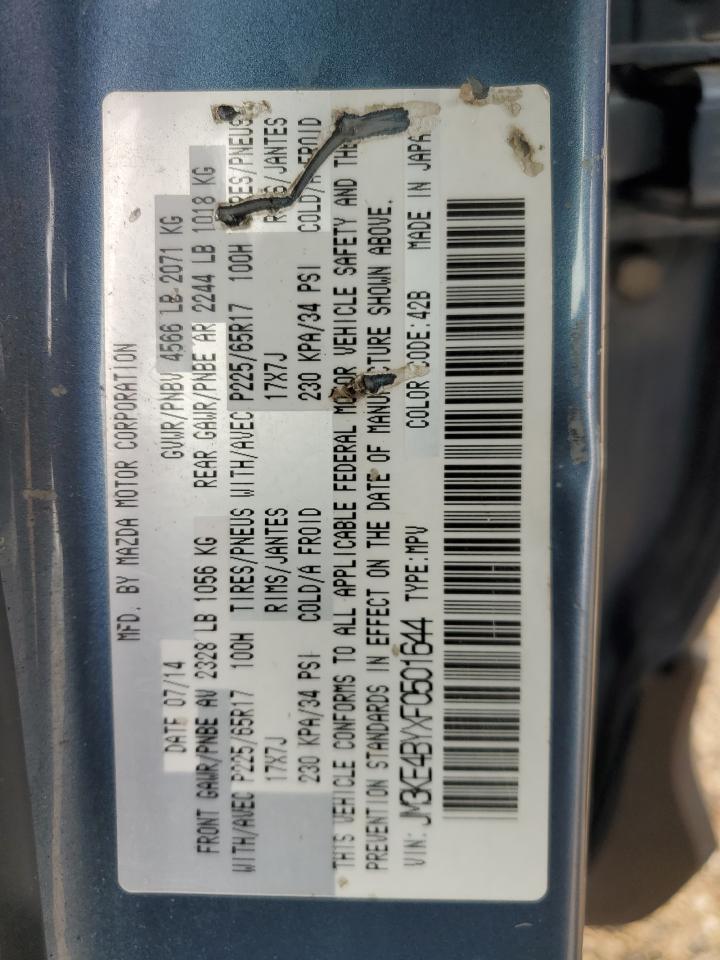 MFD. BY MAZDA MOTOR CORPORATION
DATE 07/14 GVWR/PNBV 4566 LB 2071 KG
FRONT GAWR/PNBE AV 2328 LB 1056 KG REAR GAWR/PNBE AR 2244 LB 1018 KG
WITH/AVEC P225/65R17 100H TIRES/PNEUS WITH/AVEC P225/65R17 100H
17X7J RIMS/JANTES 17X7J
230 KPA/34 PSI COLD/A FROID 230 KPA/34 PSI
THIS VEHICLE CONFORMS TO ALL APPLICABLE FEDERAL VEHICLE SAFETY AND
PREVENTION STANDARDS IN EFFECT ON THE DATE OF MANUFACTURE SHOWN ABOVE.
VIN: JM3KE4BYXF0501644 TYPE:MPV COLOR CODE:42B MADE IN